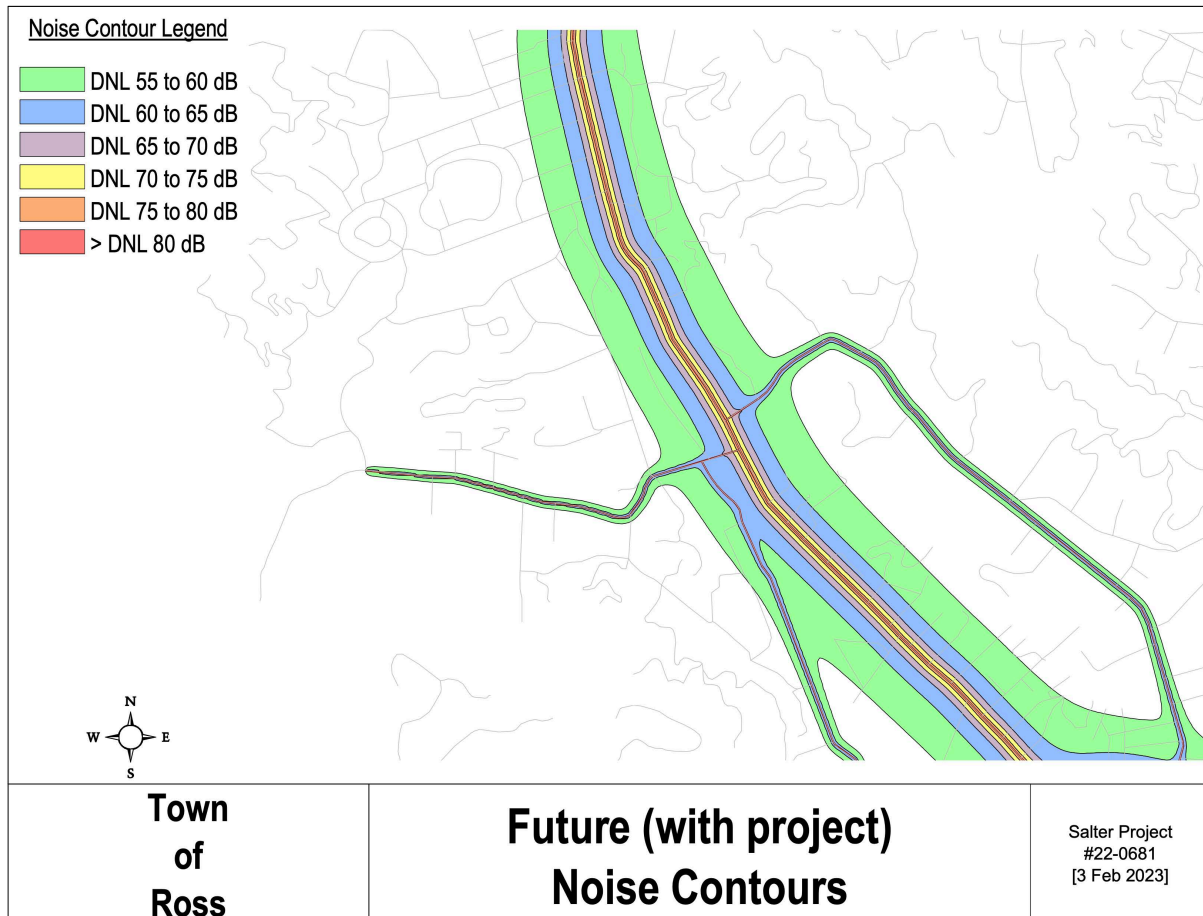 Noise Contour Legend
DNL 55 to 60 dB
DNL 60 to 65 dB
DNL 65 to 70 dB
DNL 70 to 75 dB
DNL 75 to 80 dB
> DNL 80 dB
N
W E
S
Town
of
Ross
Future (with project)
Noise Contours
Salter Project
#22-0681
[3 Feb 2023]